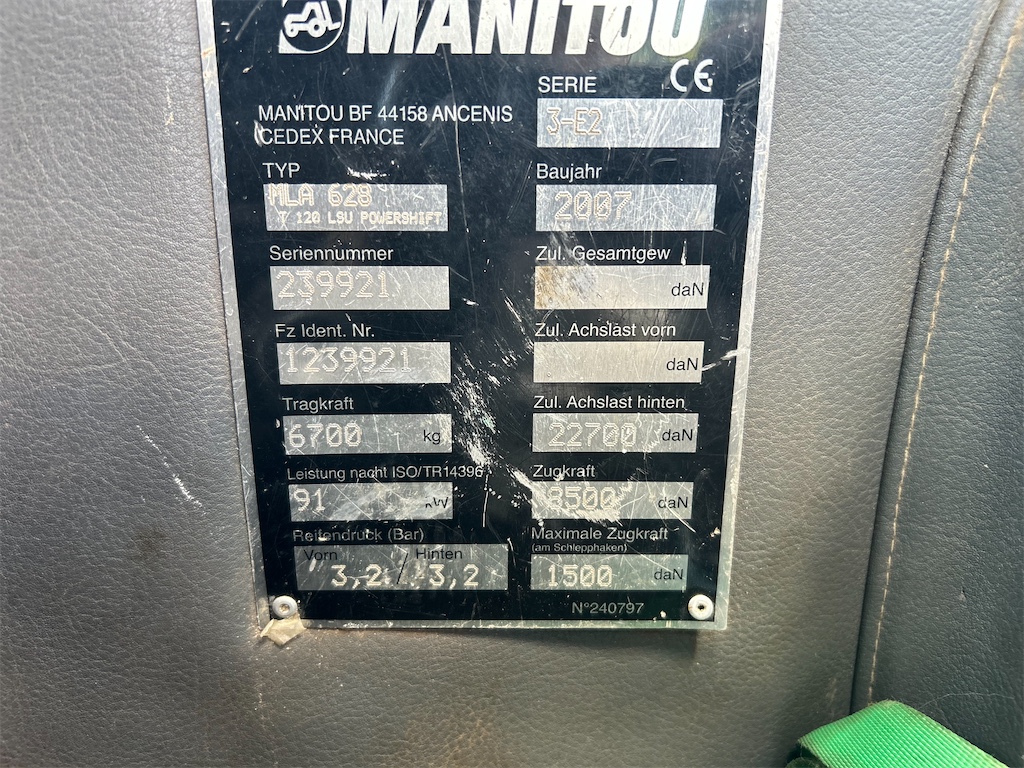 MANITOU
CE
MANITOU BF 44158 ANCENIS
CEDEX FRANCE
SERIE
3-E2
TYP
MLA 628
T 120 LSU POWERSHIFT
Baujahr
2007
Seriennummer
239921
Zul. Gesamtgew
daN
Fz Ident. Nr.
1239921
Zul. Achslast vorn
daN
Tragkraft
6700 kg
Zul. Achslast hinten
22700 daN
Leistung nacht ISO/TR14396
91 kW
Zugkraft
8500 daN
Reifendruck (Bar)
Vorn / Hinten
3,2 3,2
Maximale Zugkraft
(am Schlepphaken)
1500 daN
N°240797